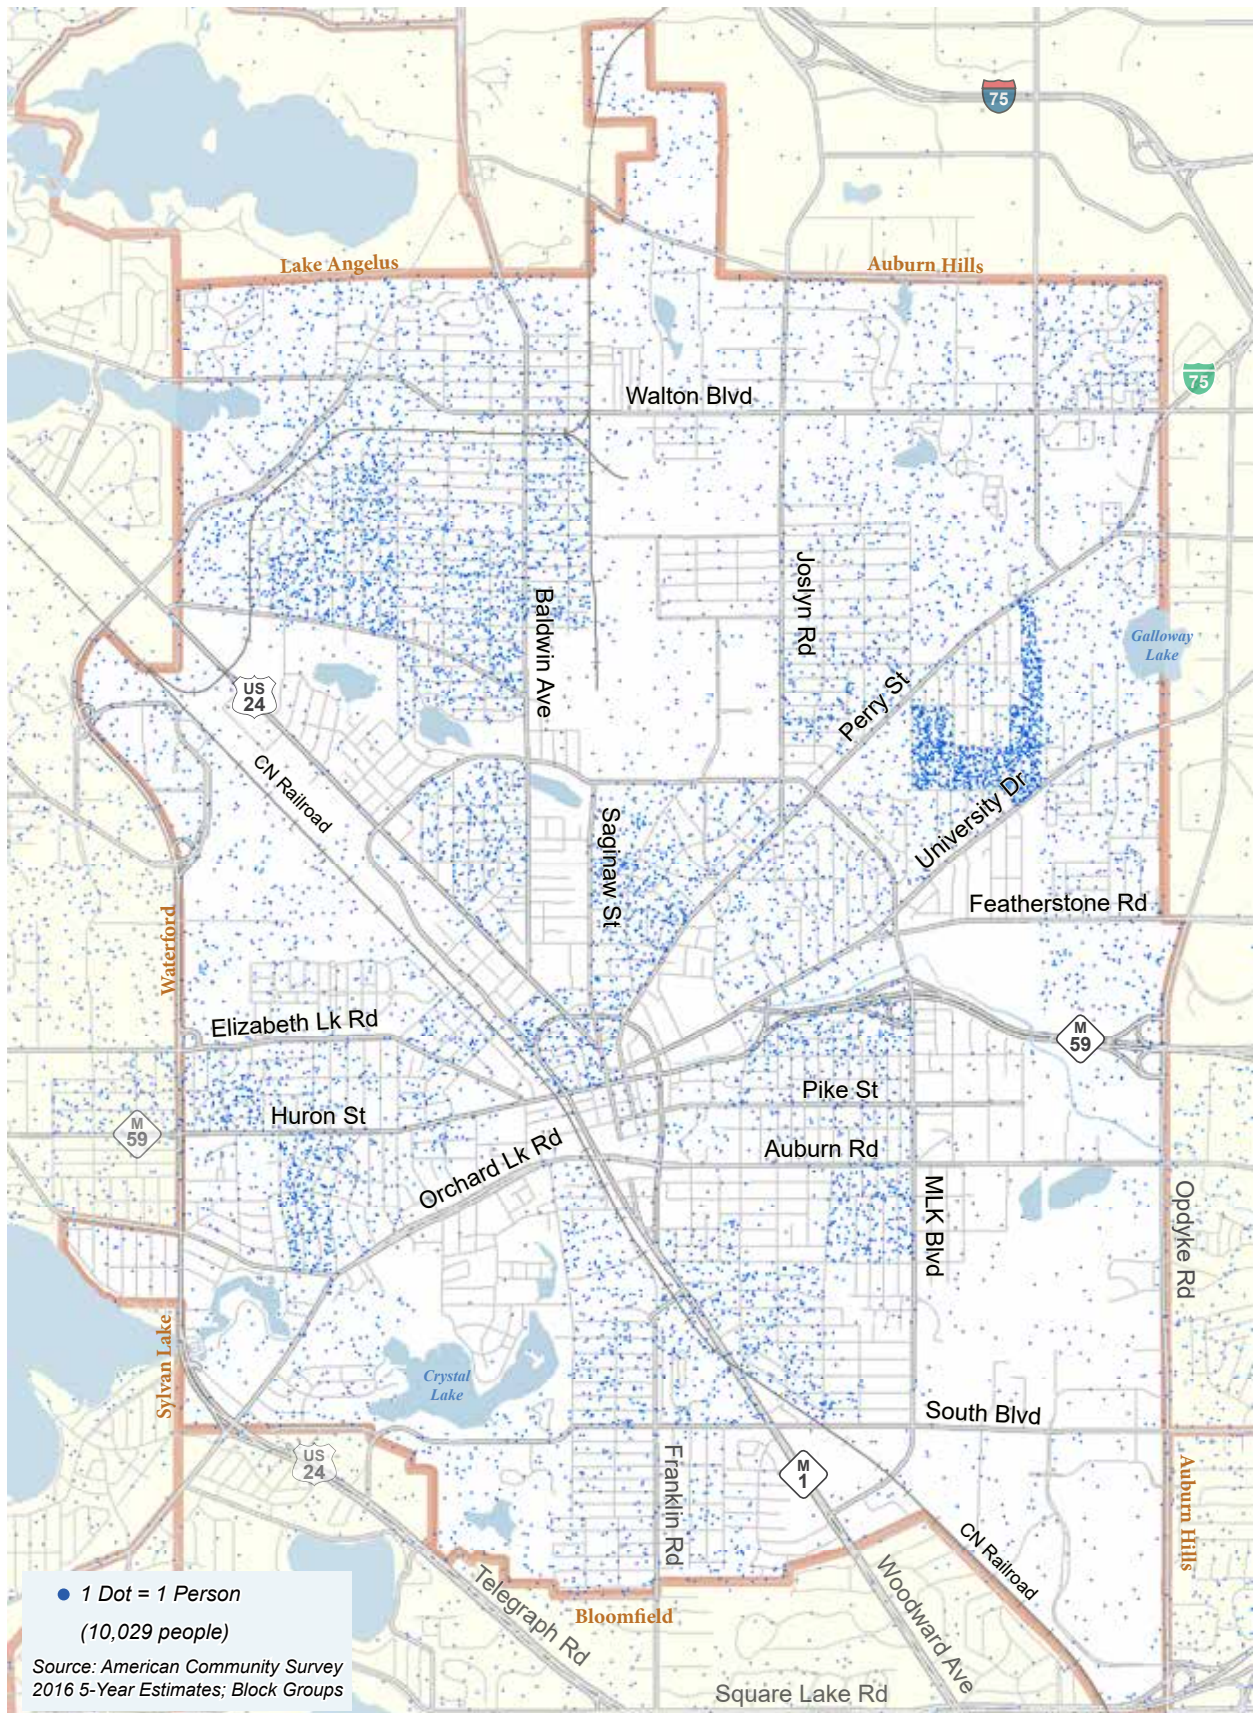 75
Lake Angelus
Auburn Hills
75
Walton Blvd
Joslyn Rd
Baldwin Ave
Galloway
Lake
US
24
Perry St
CN Railroad
University Dr
Saginaw St
Featherstone Rd
Waterford
Elizabeth Lk Rd
M
59
Pike St
Huron St
M
59
Auburn Rd
Orchard Lk Rd
MLK Blvd
Opdyke Rd
Sylvan Lake
Crystal
Lake
South Blvd
US
24
Franklin Rd
M
1
Auburn Hills
CN Railroad
Telegraph Rd
Woodward Ave
Bloomfield
Square Lake Rd
1 Dot = 1 Person
(10,029 people)
Source: American Community Survey
2016 5-Year Estimates; Block Groups